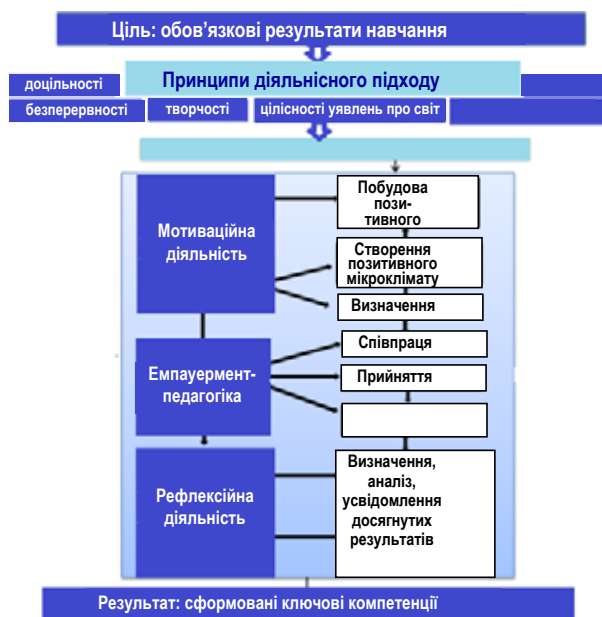 Ціль: обов’язкові результати навчання
Принципи діяльнісного підходу
доцільності
безперервності
творчості
цілісності уявлень про світ
Мотиваційна
діяльність
Побудова
пози-
тивного
Створення
позитивного
мікроклімату
Визначення
Емпауермент-
педагогіка
Співпраця
Прийняття
Рефлексійна
діяльність
Визначення,
аналіз,
усвідомлення
досягнутих
результатів
Результат: сформовані ключові компетенції